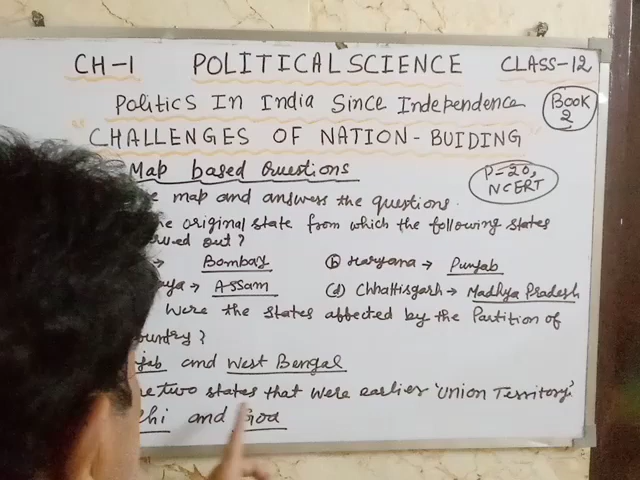 CH-1 POLITICAL SCIENCE CLASS-12
Politics In India Since Independence
Book 2
"CHALLENGES OF NATION-BUIDING"
Map based Questions
P-20, NCERT
map and answers the questions.
original state from which the following states
out?
→ Bombay (b) Haryana → Punjab
→ Assam (d) Chhattisgarh → Madhya Pradesh
were the states affected by the Partition of
and West Bengal
two states that were earlier 'Union Territory'.
and Goa